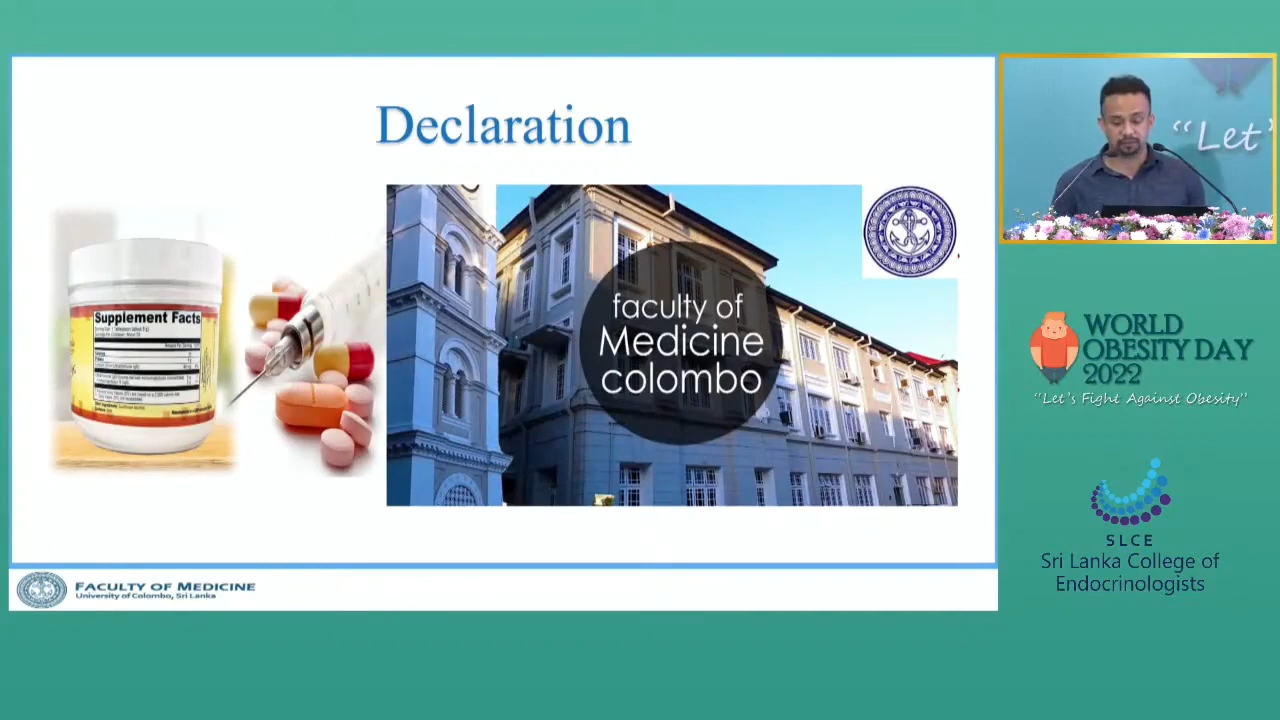 Declaration
Supplement Facts
faculty of
Medicine
colombo
FACULTY OF MEDICINE
University of Colombo, Sri Lanka
“Let’
WORLD
OBESITY DAY
2022
“Let’s Fight Against Obesity”
SLCE
Sri Lanka College of
Endocrinologists